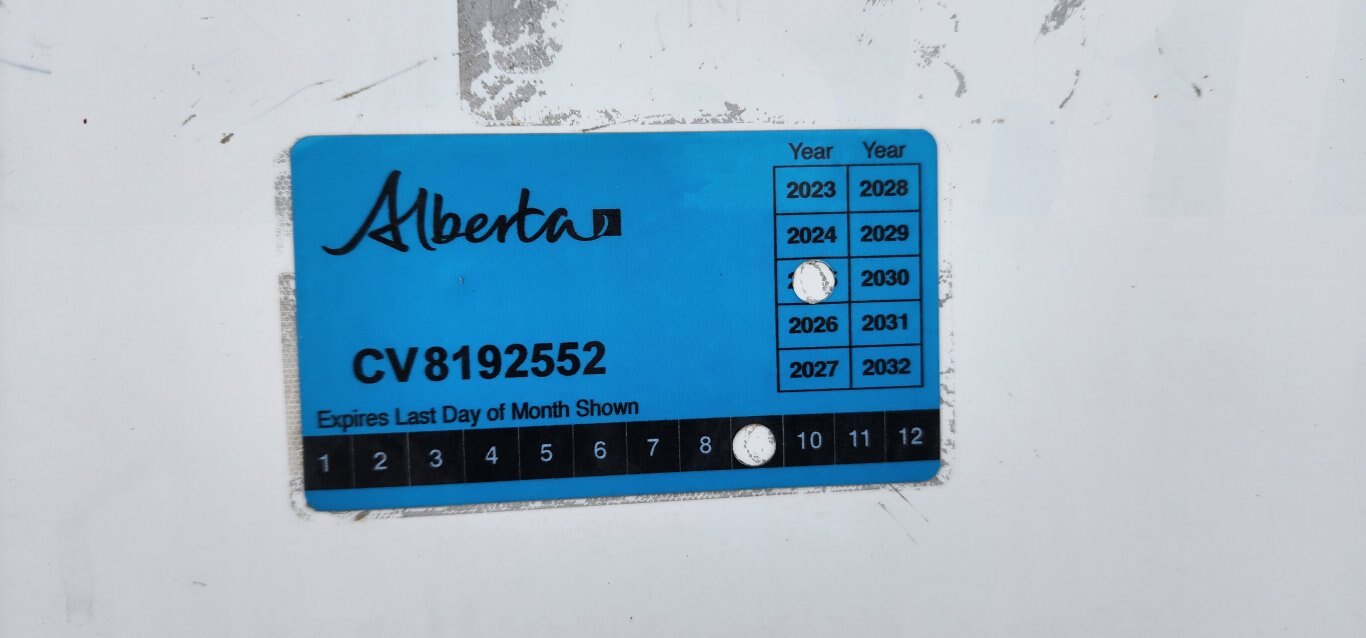 Alberta
Year Year
2023 2028
2024 2029
2030
2026 2031
2027 2032
CV8192552
Expires Last Day of Month Shown
1 2 3 4 5 6 7 8 10 11 12